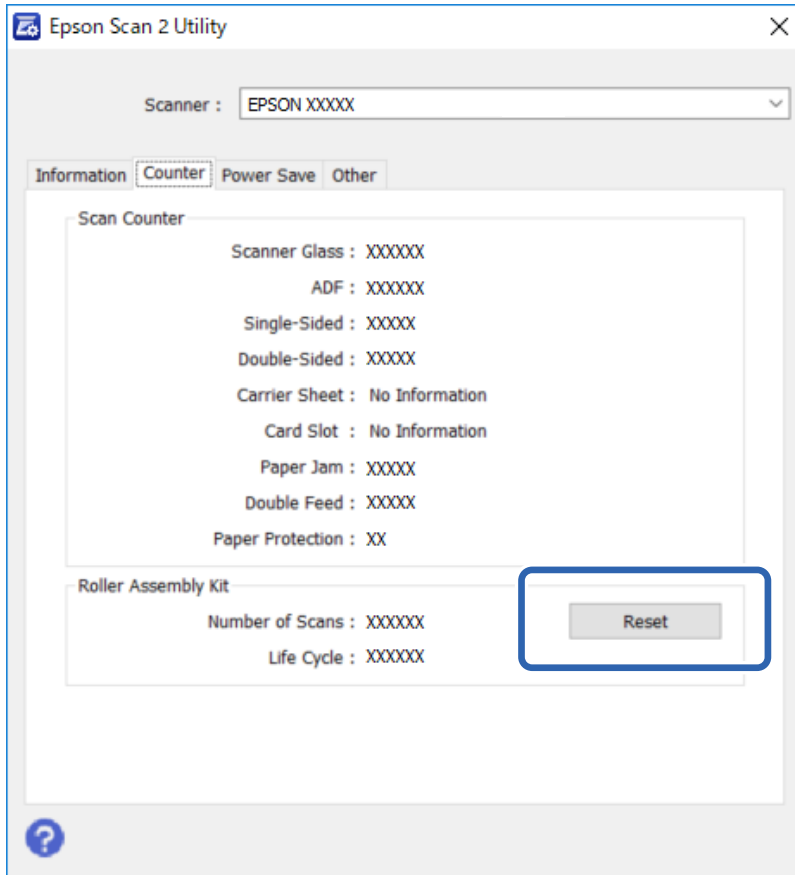 Epson Scan 2 Utility
Scanner : EPSON XXXXX
Information Counter Power Save Other
Scan Counter
Scanner Glass : XXXXXX
ADF : XXXXXX
Single-Sided : XXXXX
Double-Sided : XXXXX
Carrier Sheet : No Information
Card Slot : No Information
Paper Jam : XXXXX
Double Feed : XXXXX
Paper Protection : XX
Roller Assembly Kit
Number of Scans : XXXXXX Reset
Life Cycle : XXXXXX
?